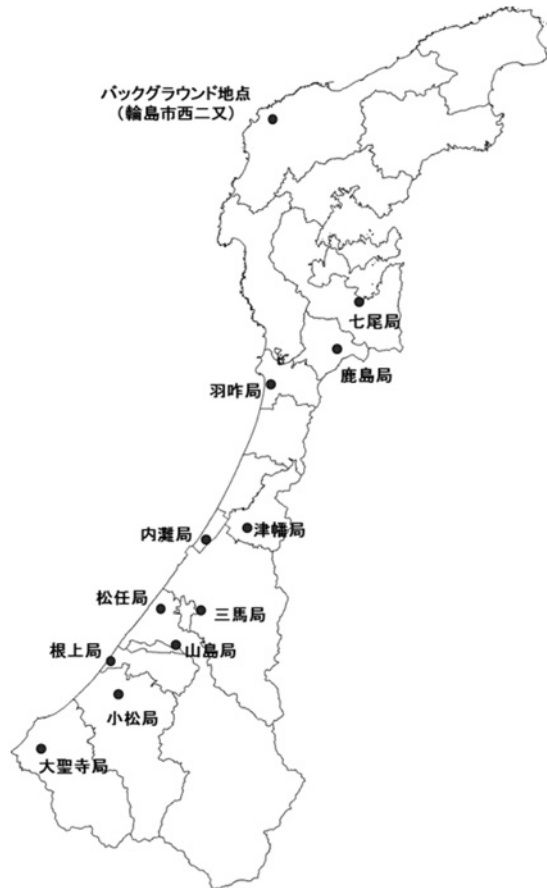 バックグラウンド地点
（輪島市西二又）
七尾局
鹿島局
羽咋局
津幡局
内灘局
松任局
三馬局
山島局
根上局
小松局
大聖寺局